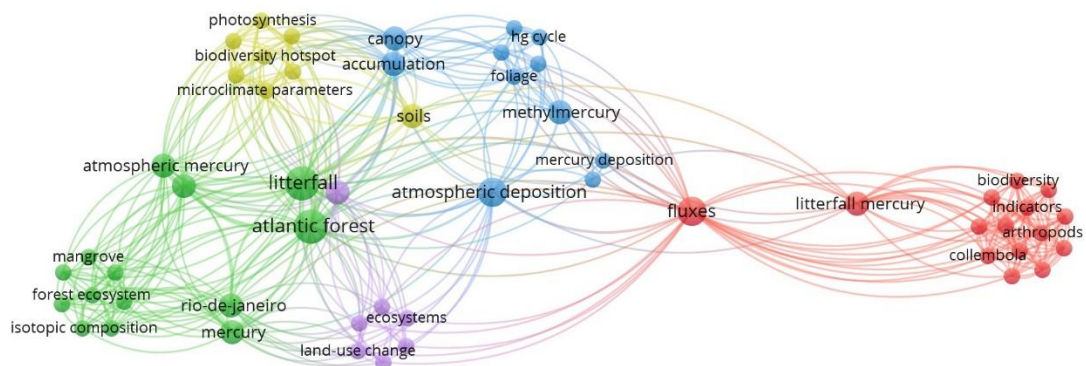 photosynthesis
biodiversity hotspot
microclimate parameters
canopy
accumulation
hg cycle
foliage
soils
methylmercury
atmospheric mercury
litterfall
mercury deposition
atmospheric deposition
atlantic forest
fluxes
litterfall mercury
biodiversity
indicators
arthropods
collembola
mangrove
forest ecosystem
isotopic composition
rio-de-janeiro
mercury
ecosystems
land-use change